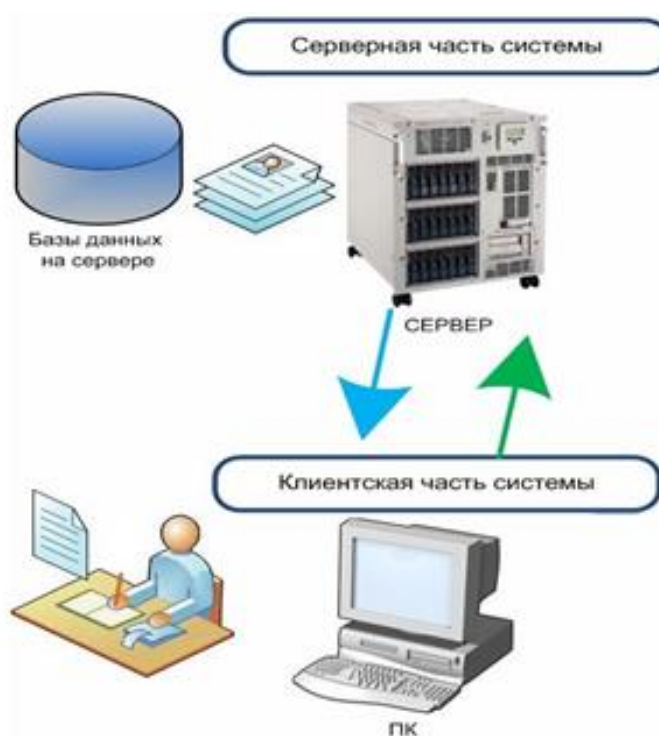 Серверная часть системы
Базы данных
на сервере
СЕРВЕР
Клиентская часть системы
ПК